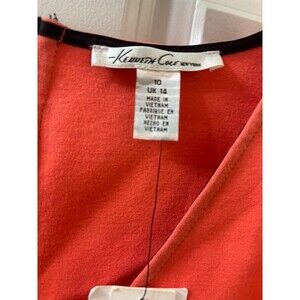 Kenneth Cole NEW YORK
10
UK 14
MADE IN
VIETNAM
FABRIQUE EN
VIETNAM
HECHO EN
VIETNAM